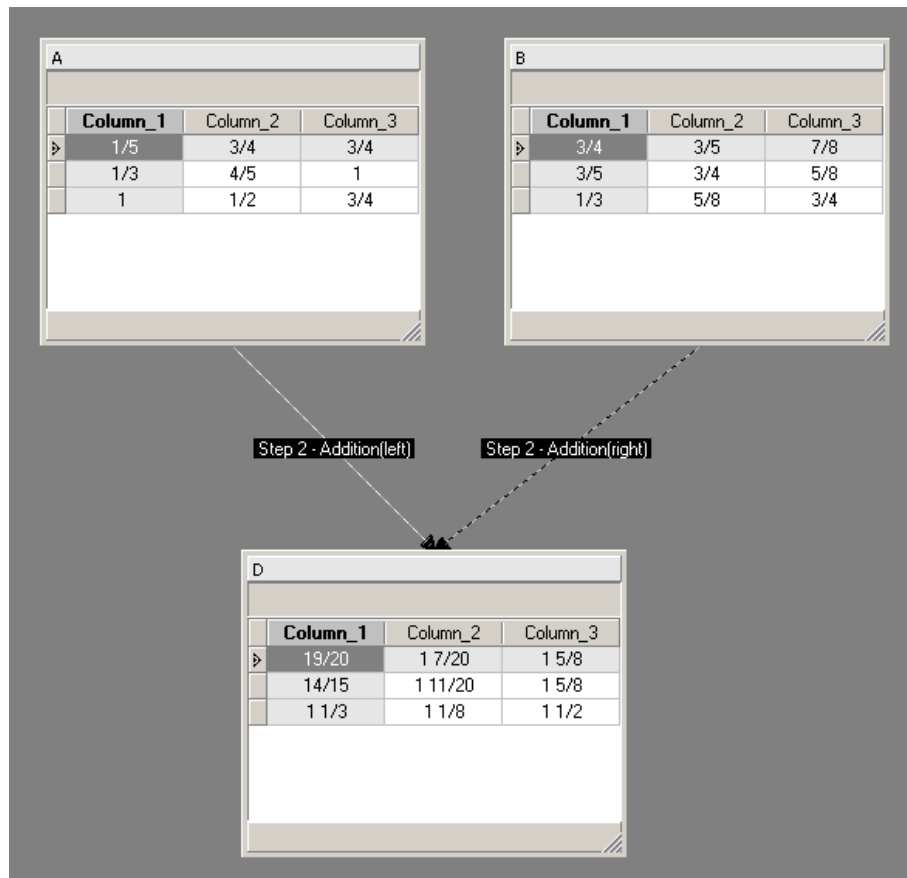 A
Column_1 Column_2 Column_3
1/5 3/4 3/4
1/3 4/5 1
1 1/2 3/4
B
Column_1 Column_2 Column_3
3/4 3/5 7/8
3/5 3/4 5/8
1/3 5/8 3/4
Step 2 - Addition(left)
Step 2 - Addition(right)
D
Column_1 Column_2 Column_3
19/20 1 7/20 1 5/8
14/15 1 11/20 1 5/8
1 1/3 1 1/8 1 1/2